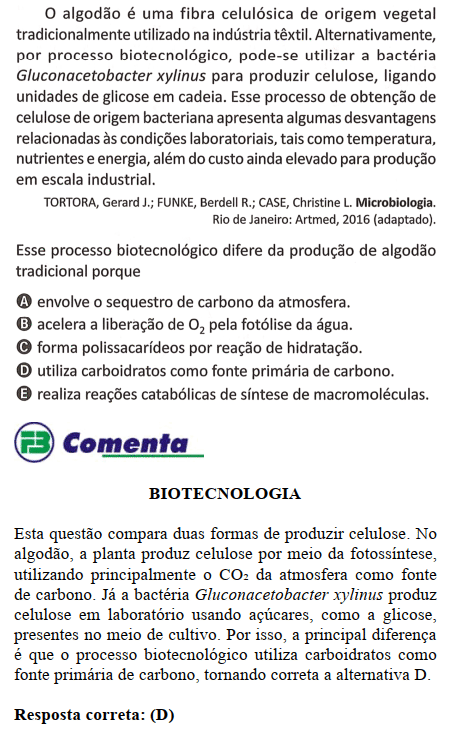 O algodão é uma fibra celulósica de origem vegetal
tradicionalmente utilizado na indústria têxtil. Alternativamente,
por processo biotecnológico, pode-se utilizar a bactéria
Gluconacetobacter xylinus para produzir celulose, ligando
unidades de glicose em cadeia. Esse processo de obtenção de
celulose de origem bacteriana apresenta algumas desvantagens
relacionadas às condições laboratoriais, tais como temperatura,
nutrientes e energia, além do custo ainda elevado para produção
em escala industrial.
TORTORA, Gerard J.; FUNKE, Berdell R.; CASE, Christine L. Microbiologia.
Rio de Janeiro: Artmed, 2016 (adaptado).
Esse processo biotecnológico difere da produção de algodão
tradicional porque
A envolve o sequestro de carbono da atmosfera.
B acelera a liberação de O₂ pela fotólise da água.
C forma polissacarídeos por reação de hidratação.
D utiliza carboidratos como fonte primária de carbono.
E realiza reações catabólicas de síntese de macromoléculas.
FB Comenta
BIOTECNOLOGIA
Esta questão compara duas formas de produzir celulose. No
algodão, a planta produz celulose por meio da fotossíntese,
utilizando principalmente o CO₂ da atmosfera como fonte
de carbono. Já a bactéria Gluconacetobacter xylinus produz
celulose em laboratório usando açúcares, como a glicose,
presentes no meio de cultivo. Por isso, a principal diferença
é que o processo biotecnológico utiliza carboidratos como
fonte primária de carbono, tornando correta a alternativa D.
Resposta correta: (D)